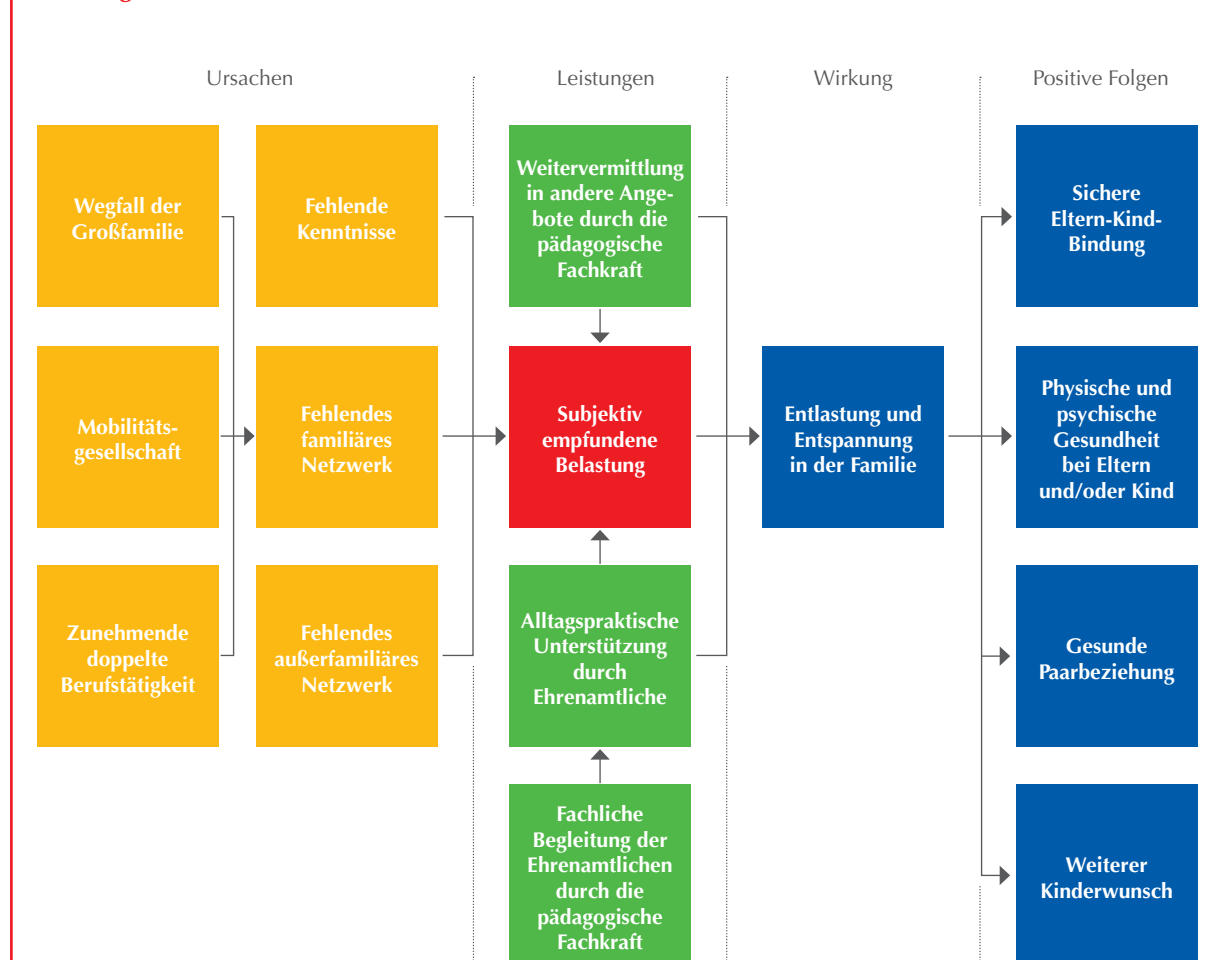 Ursachen
Leistungen
Wirkung
Positive Folgen
Wegfall der
Großfamilie
Fehlende
Kenntnisse
Weitervermittlung
in andere Ange-
bote durch die
pädagogische
Fachkraft
Sichere
Eltern-Kind-
Bindung
Mobilitäts-
gesellschaft
Fehlendes
familiäres
Netzwerk
Subjektiv
empfundene
Belastung
Entlastung und
Entspannung
in der Familie
Physische und
psychische
Gesundheit
bei Eltern
und/oder Kind
Zunehmende
doppelte
Berufstätigkeit
Fehlendes
außerfamiliäres
Netzwerk
Alltagspraktische
Unterstützung
durch
Ehrenamtliche
Gesunde
Paarbeziehung
Fachliche
Begleitung der
Ehrenamtlichen
durch die
pädagogische
Fachkraft
Weiterer
Kinderwunsch